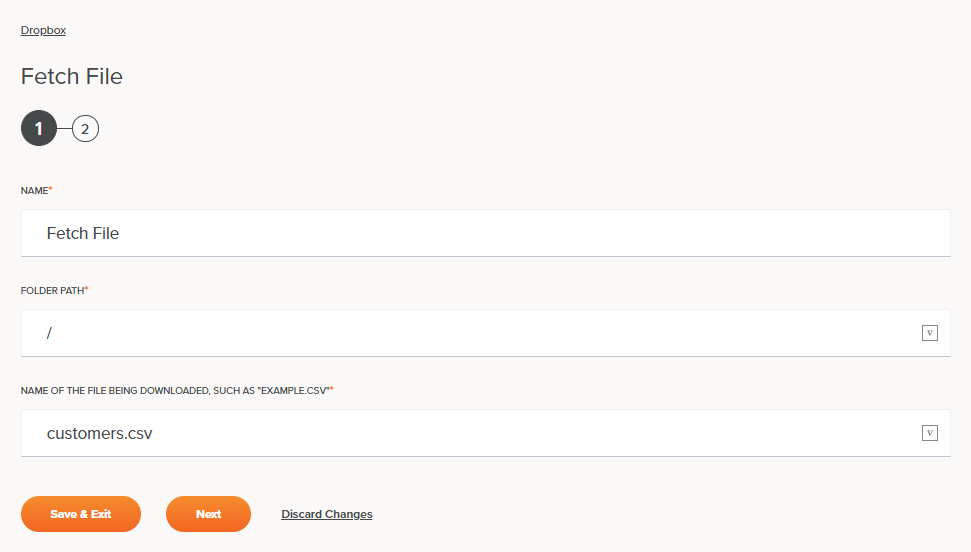 Dropbox
Fetch File
1 2
NAME*
Fetch File
FOLDER PATH*
/ v
NAME OF THE FILE BEING DOWNLOADED, SUCH AS "EXAMPLE.CSV"*
customers.csv v
Save & Exit Next Discard Changes